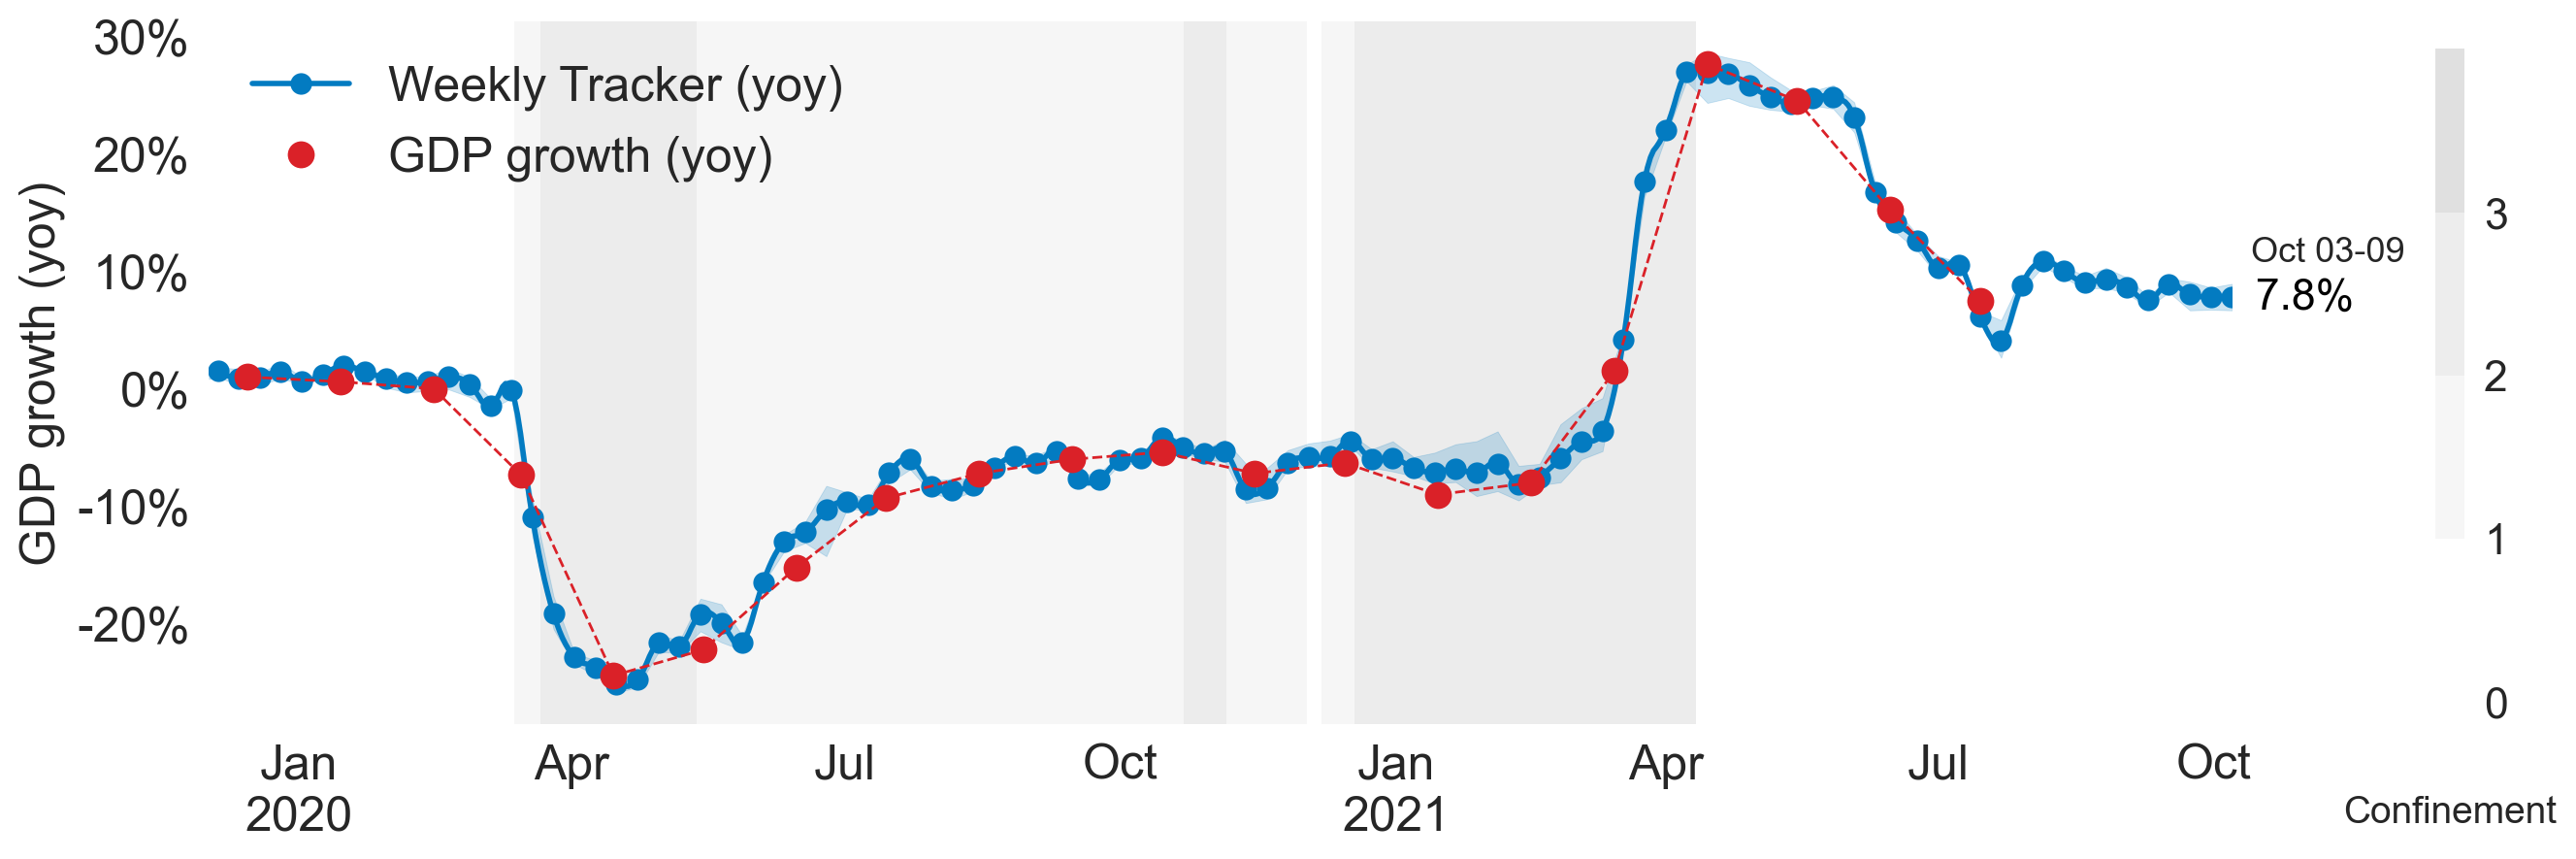 30%
20%
10%
0%
-10%
-20%
GDP growth (yoy)
Weekly Tracker (yoy)
GDP growth (yoy)
Oct 03-09
7.8%
3
2
1
0
Confinement
Jan Apr Jul Oct Jan Apr Jul Oct
2020 2021